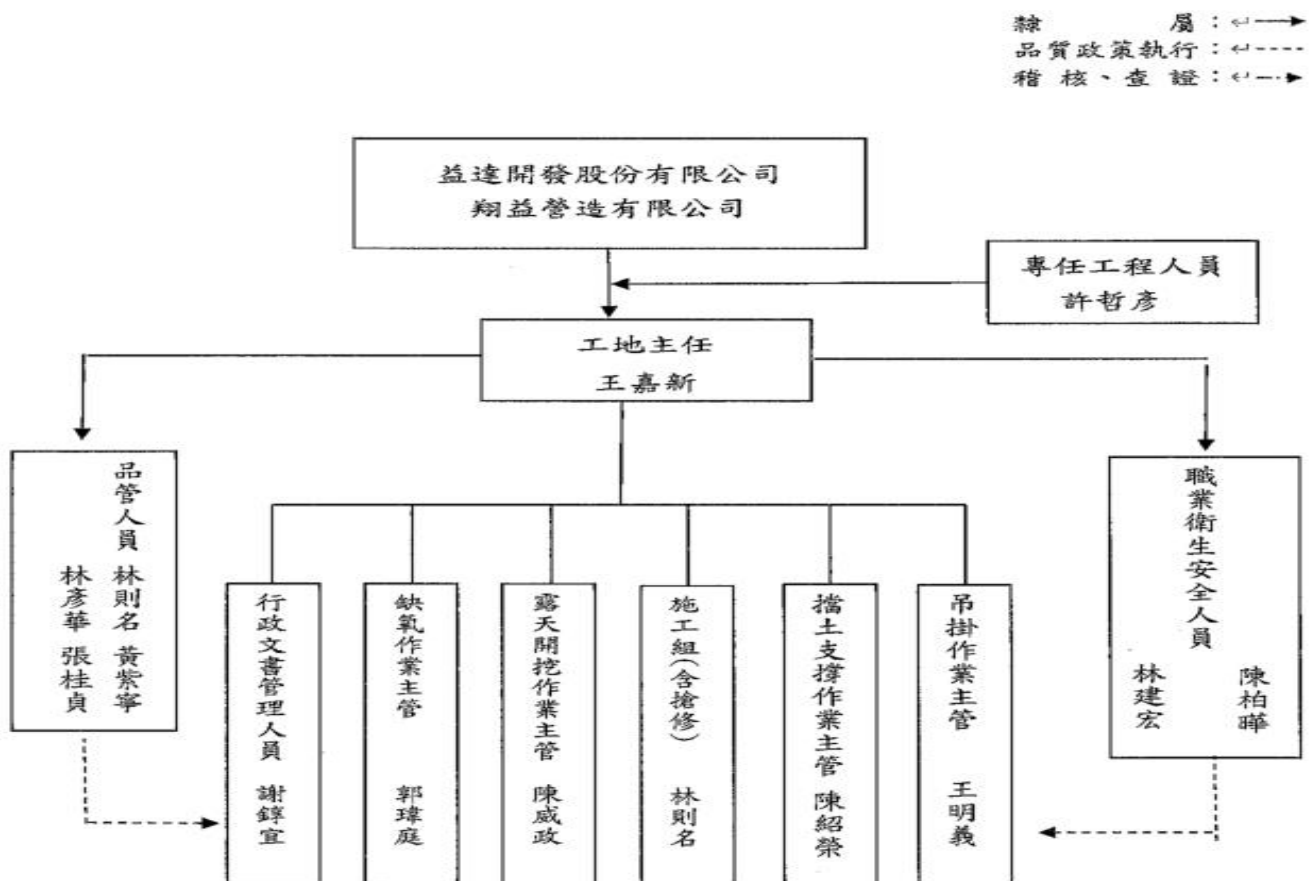 隸屬：
品質政策執行：
稽核、查證：
益達開發股份有限公司
翔益營造有限公司
專任工程人員
許哲彥
工地主任
王嘉新
品管人員 林則名 黃紫寧
林彥華 張桂貞
行政文書管理人員 謝錞宜
缺氧作業主管 郭瑋庭
露天開挖作業主管 陳威政
施工組(含搶修) 林則名
擋土支撐作業主管 陳紹榮
吊掛作業主管 王明義
職業衛生安全人員
陳柏曄
林建宏